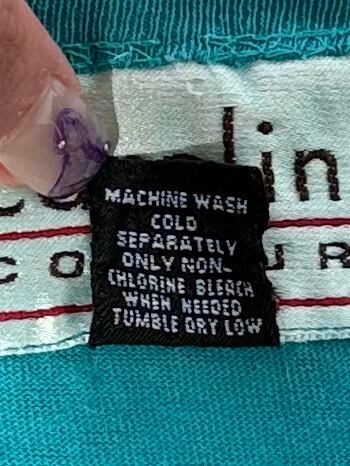 MACHINE WASH
COLD
SEPARATELY
ONLY NON-
CHLORINE BLEACH
WHEN NEEDED
TUMBLE DRY LOW